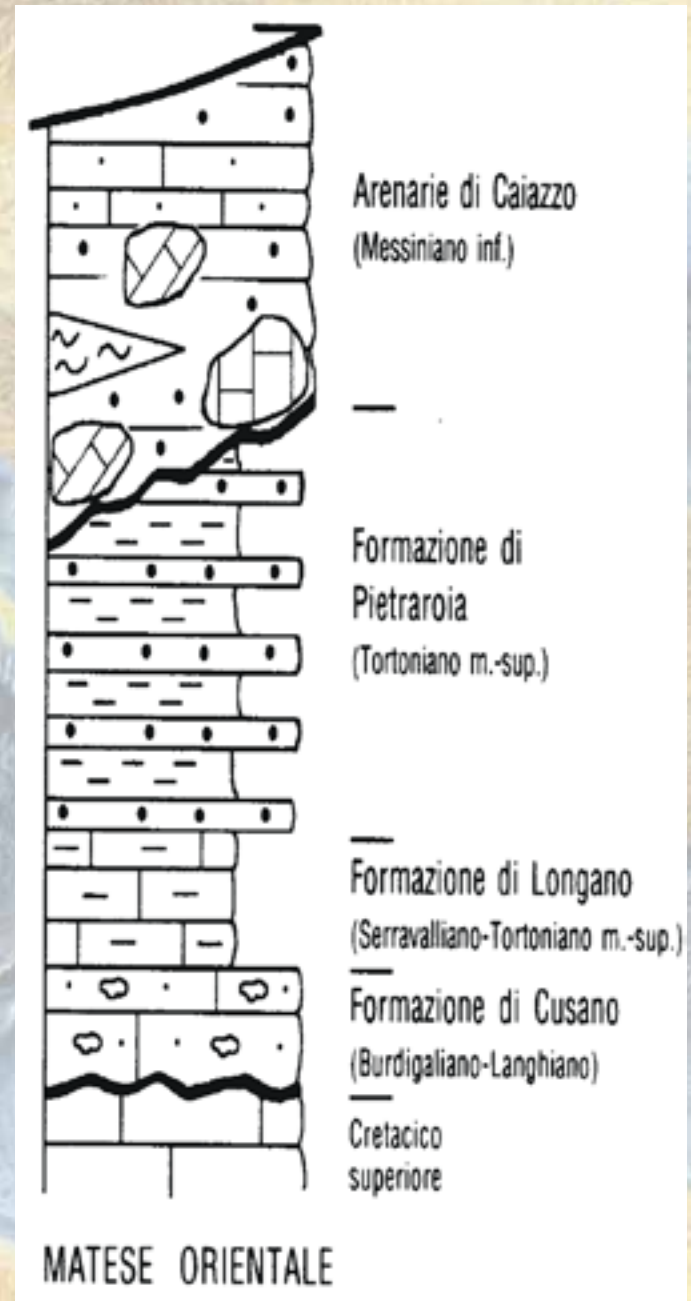 Arenarie di Caiazzo
(Messiniano inf.)
Formazione di
Pietraroia
(Tortoniano m.-sup.)
Formazione di Longano
(Serravalliano-Tortoniano m.-sup.)
Formazione di Cusano
(Burdigaliano-Langhiano)
Cretacico
superiore
MATESE ORIENTALE